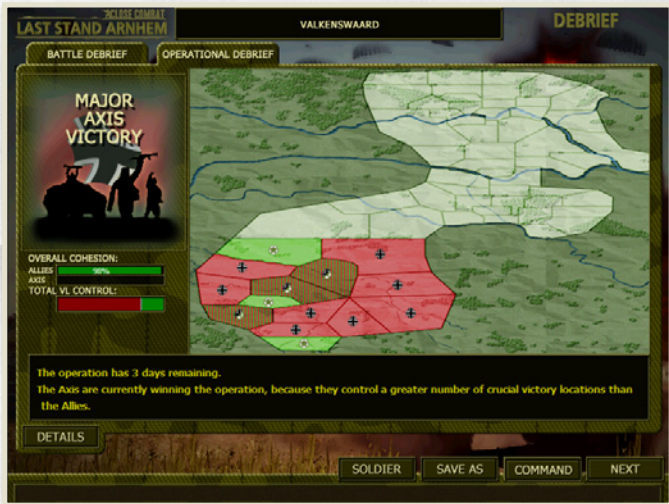 CLOSE COMBAT
LAST STAND ARNHEM
VALKENSWAARD
DEBRIEF
BATTLE DEBRIEF
OPERATIONAL DEBRIEF
MAJOR
AXIS
VICTORY
OVERALL COHESION:
ALLIES 98%
AXIS
TOTAL VL CONTROL:
The operation has 3 days remaining.
The Axis are currently winning the operation, because they control a greater number of crucial victory locations than
the Allies.
DETAILS
SOLDIER
SAVE AS
COMMAND
NEXT